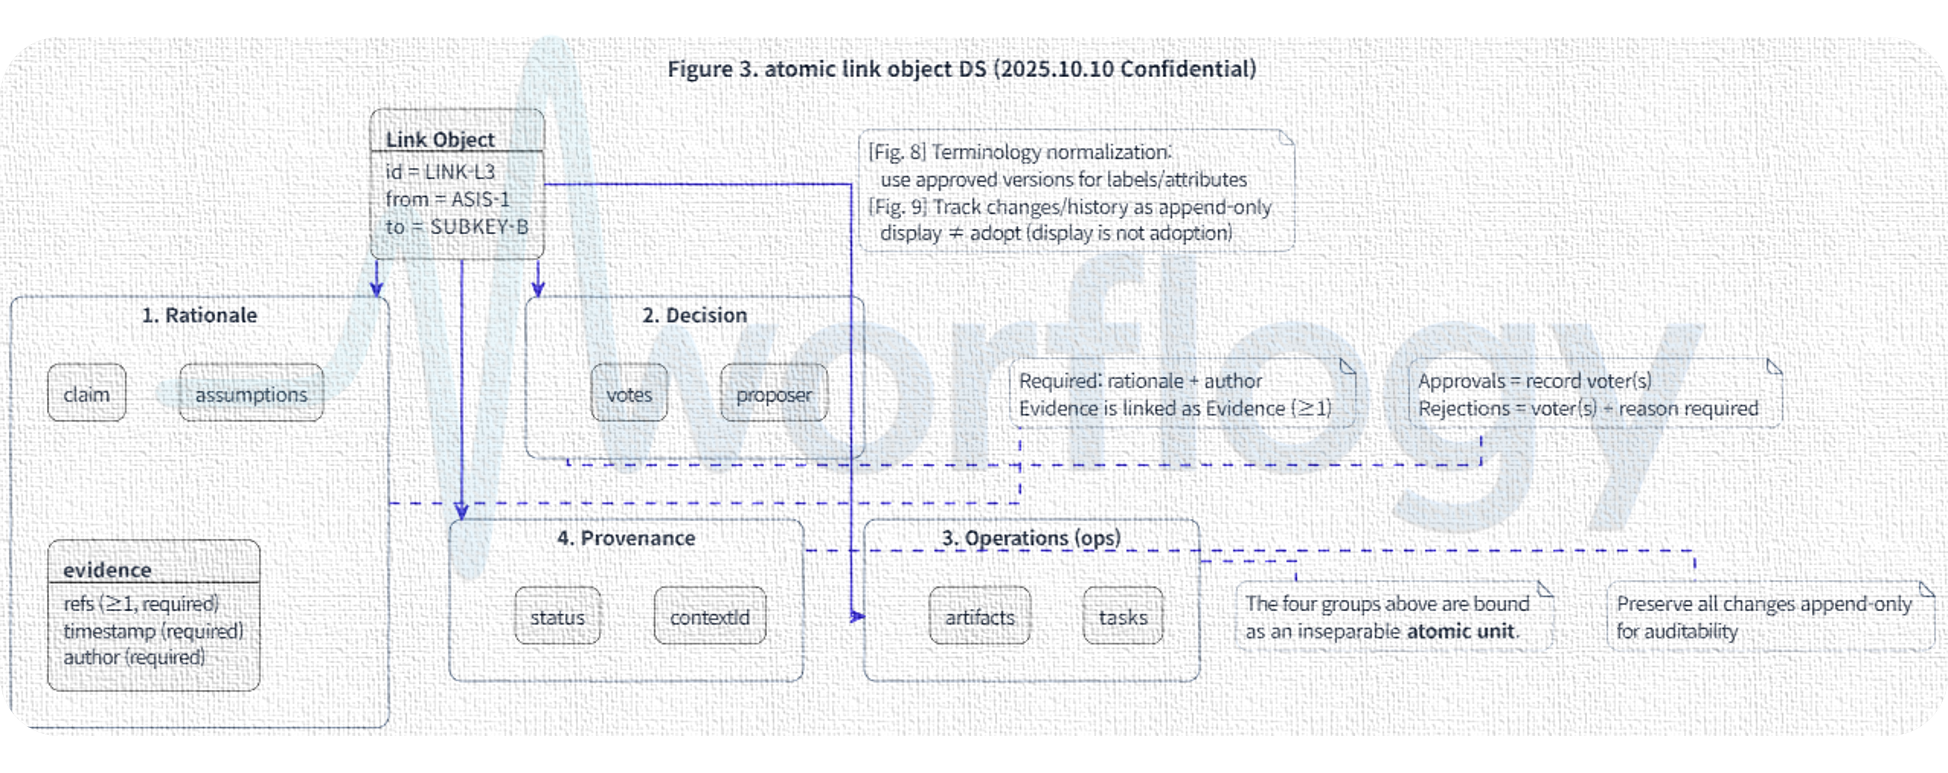 Figure 3. atomic link object DS (2025.10.10 Confidential)
Link Object
id = LINK-L3
from = ASIS-1
to = SUBKEY-B
[Fig. 8] Terminology normalization:
use approved versions for labels/attributes
[Fig. 9] Track changes/history as append-only
display ≠ adopt (display is not adoption)
1. Rationale
claim
assumptions
evidence
refs (≥1, required)
timestamp (required)
author (required)
2. Decision
votes
proposer
Required: rationale + author
Evidence is linked as Evidence (≥1)
Approvals = record voter(s)
Rejections = voter(s) + reason required
4. Provenance
status
contextId
3. Operations (ops)
artifacts
tasks
The four groups above are bound
as an inseparable atomic unit.
Preserve all changes append-only
for auditability
worflogy